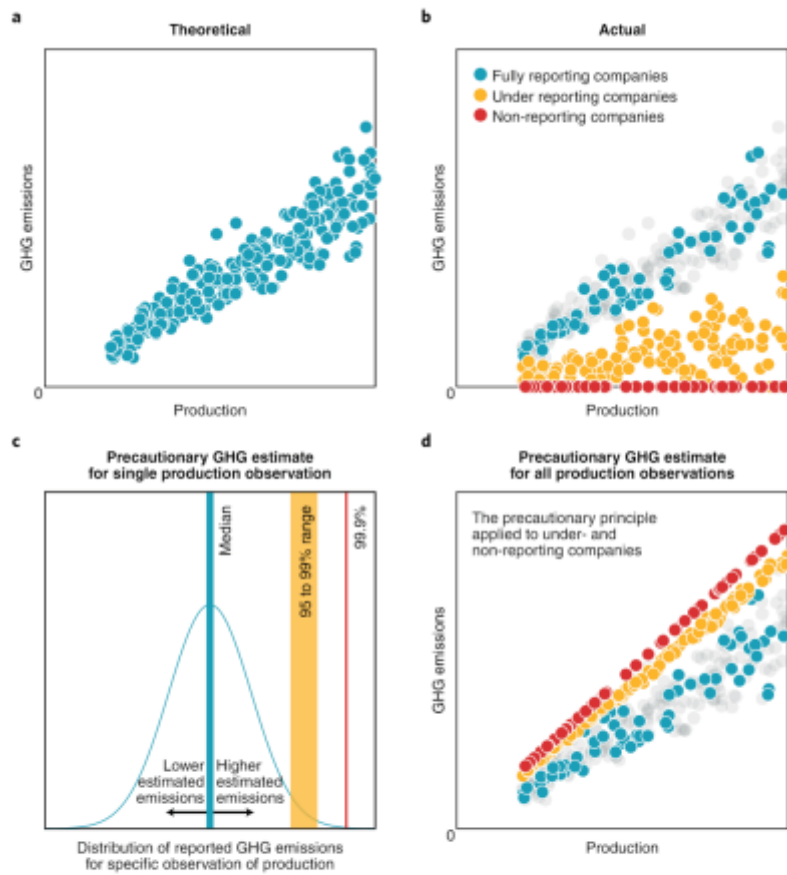 a
Theoretical
GHG emissions
0
Production
b
Actual
Fully reporting companies
Under reporting companies
Non-reporting companies
GHG emissions
0
Production
c
Precautionary GHG estimate
for single production observation
Median
95 to 99% range
99.9%
Lower
estimated
emissions
Higher
estimated
emissions
Distribution of reported GHG emissions
for specific observation of production
d
Precautionary GHG estimate
for all production observations
The precautionary principle
applied to under- and
non-reporting companies
GHG emissions
0
Production